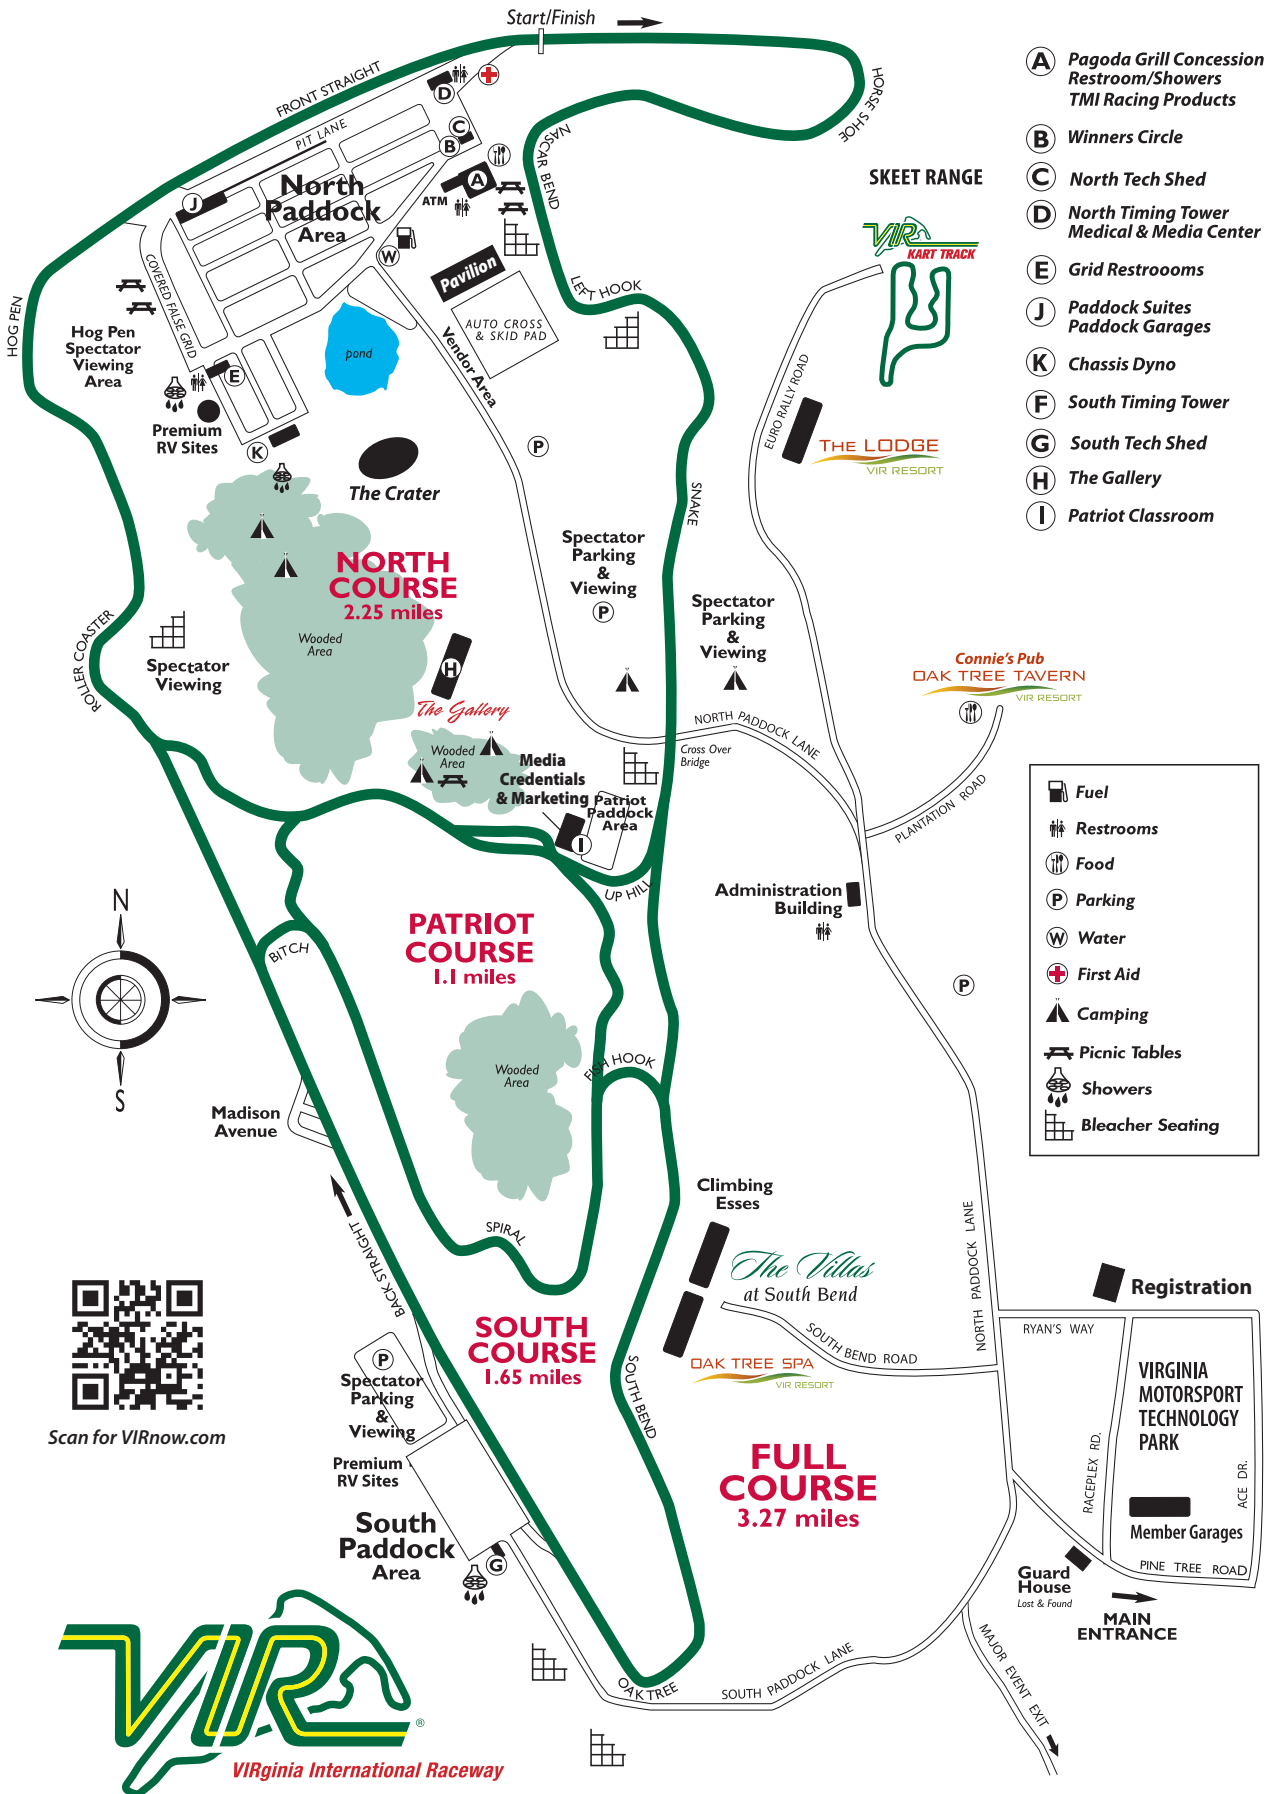 Start/Finish
FRONT STRAIGHT
HORSE SHOE
PIT LANE
D
C
B
A
J
North
Paddock
Area
ATM
W
NASCAR BEND
LEFT HOOK
Pavilion
AUTO CROSS
& SKID PAD
Vendor Area
pond
HOG PEN
COVERED FALSE GRID
Hog Pen
Spectator
Viewing
Area
E
Premium
RV Sites
K
The Crater
P
SNAKE
NORTH
COURSE
2.25 miles
Wooded
Area
Spectator
Parking
&
Viewing
P
Spectator
Parking
&
Viewing
ROLLER COASTER
Spectator
Viewing
H
The Gallery
Wooded
Area
Media
Credentials
& Marketing
Patriot
Paddock
Area
I
Cross Over
Bridge
NORTH PADDOCK LANE
UP HILL
SKEET RANGE
VIR
KART TRACK
EURO RALLY ROAD
THE LODGE
VIR RESORT
Connie's Pub
OAK TREE TAVERN
VIR RESORT
PLANTATION ROAD
Administration
Building
P
A Pagoda Grill Concession
Restroom/Showers
TMI Racing Products
B Winners Circle
C North Tech Shed
D North Timing Tower
Medical & Media Center
E Grid Restroooms
J Paddock Suites
Paddock Garages
K Chassis Dyno
F South Timing Tower
G South Tech Shed
H The Gallery
I Patriot Classroom
Fuel
Restrooms
Food
P Parking
W Water
First Aid
Camping
Picnic Tables
Showers
Bleacher Seating
N
S
BITCH
PATRIOT
COURSE
1.1 miles
Wooded
Area
FISH HOOK
Madison
Avenue
BACK STRAIGHT
SPIRAL
Climbing
Esses
The Villas
at South Bend
OAK TREE SPA
VIR RESORT
SOUTH BEND ROAD
NORTH PADDOCK LANE
Registration
RYAN'S WAY
VIRGINIA
MOTORSPORT
TECHNOLOGY
PARK
RACEPLEX RD.
ACE DR.
Member Garages
PINE TREE ROAD
Guard
House
Lost & Found
MAIN
ENTRANCE
SOUTH
COURSE
1.65 miles
SOUTH BEND
FULL
COURSE
3.27 miles
Scan for VIRnow.com
P
Spectator
Parking
&
Viewing
Premium
RV Sites
South
Paddock
Area
G
OAK TREE
SOUTH PADDOCK LANE
MAJOR EVENT EXIT
VIR
®
VIRginia International Raceway